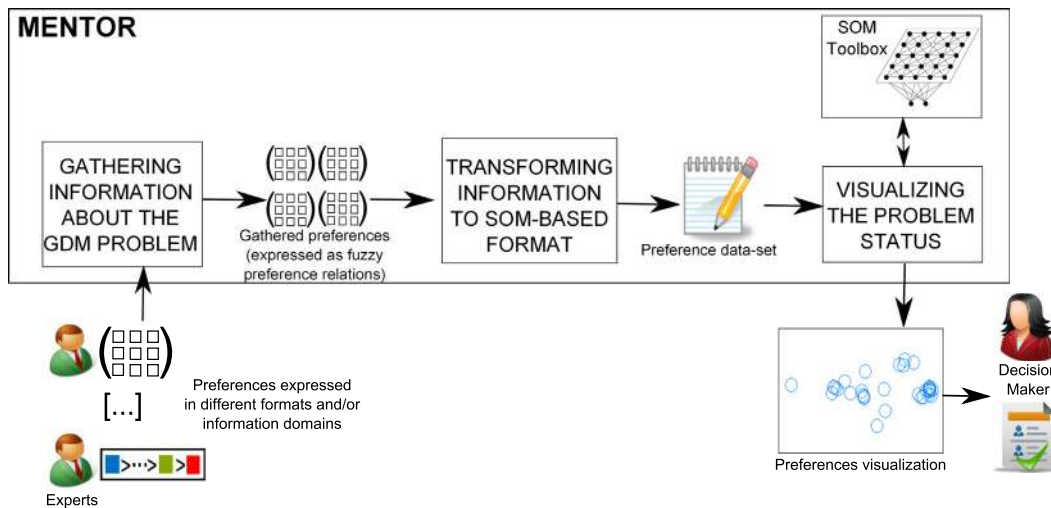 MENTOR
SOM
Toolbox
GATHERING
INFORMATION
ABOUT THE
GDM PROBLEM
Gathered preferences
(expressed as fuzzy
preference relations)
TRANSFORMING
INFORMATION
TO SOM-BASED
FORMAT
Preference data-set
VISUALIZING
THE PROBLEM
STATUS
Preferences expressed
in different formats and/or
information domains
[...]
>...>
>
Experts
Preferences visualization
Decision
Maker